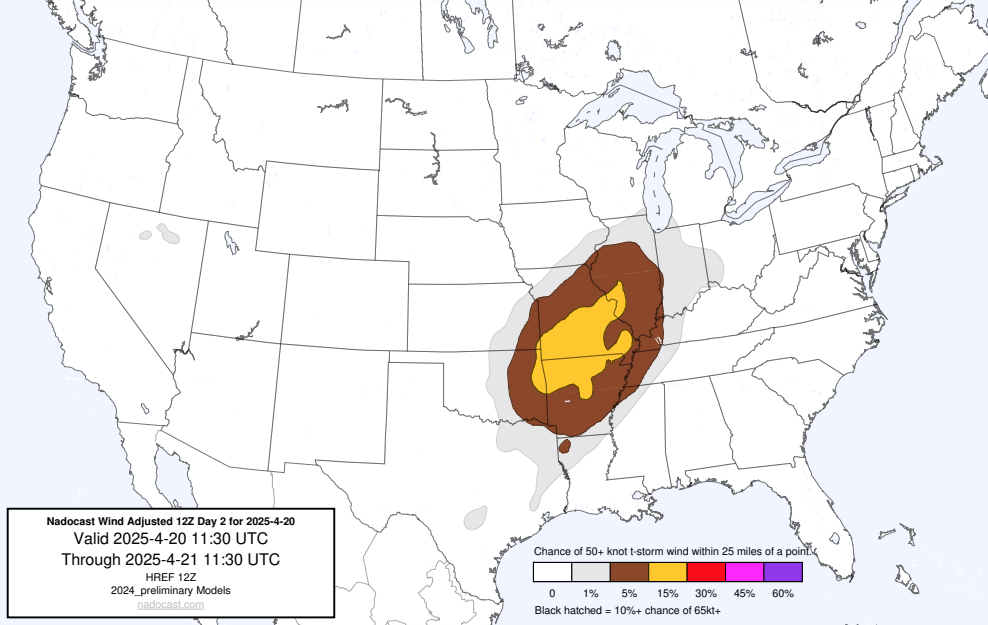 Nadocast Wind Adjusted 12Z Day 2 for 2025-4-20
Valid 2025-4-20 11:30 UTC
Through 2025-4-21 11:30 UTC
HREF 12Z
2024_preliminary Models
nadocast.com
Chance of 50+ knot t-storm wind within 25 miles of a point.
0 1% 5% 15% 30% 45% 60%
Black hatched = 10%+ chance of 65kt+